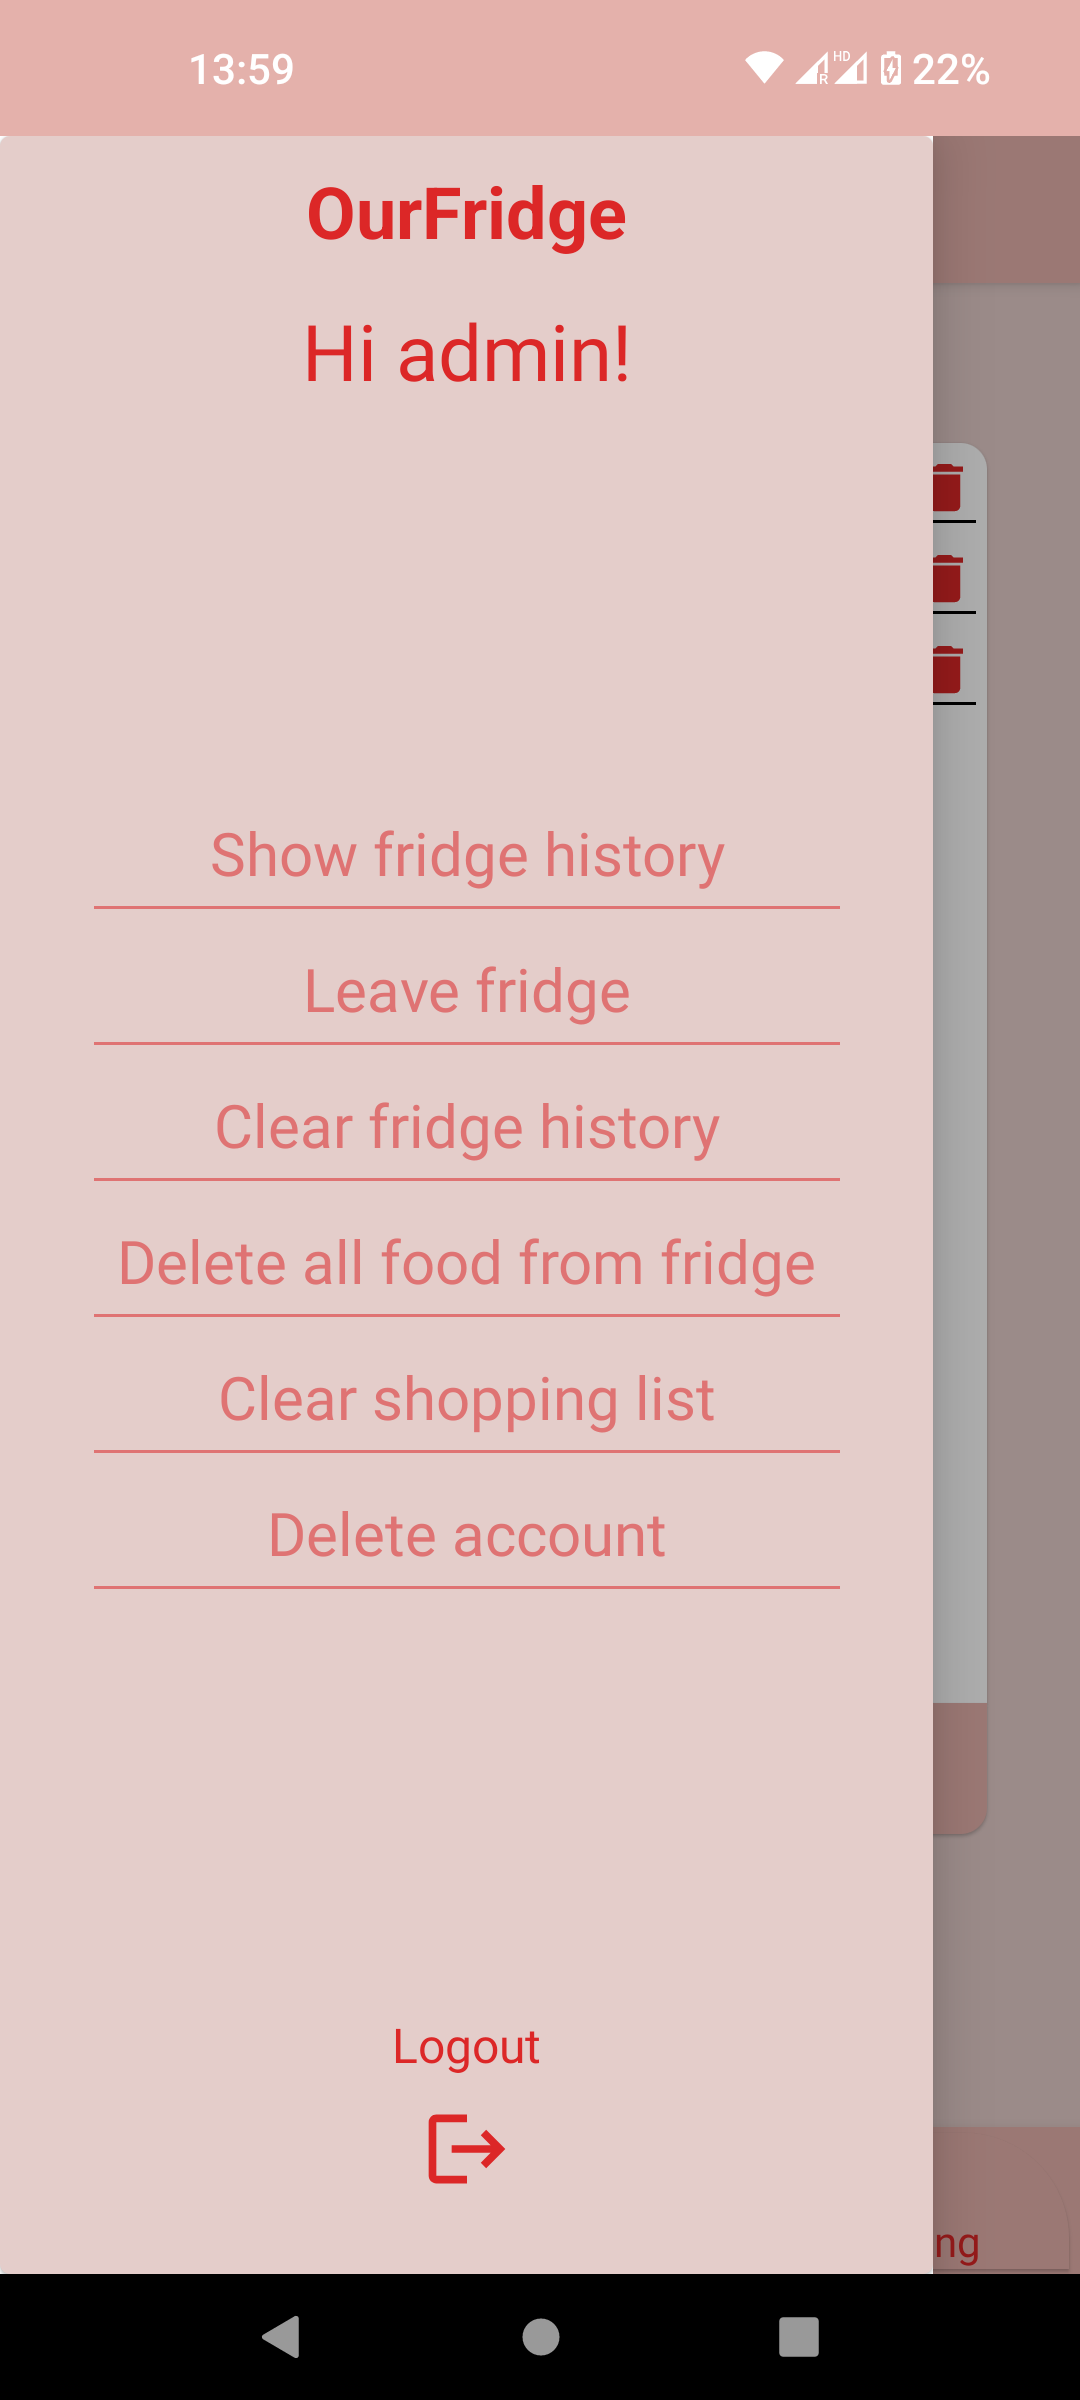 13:59 R HD 22%
OurFridge
Hi admin!
Show fridge history
Leave fridge
Clear fridge history
Delete all food from fridge
Clear shopping list
Delete account
Logout
ng